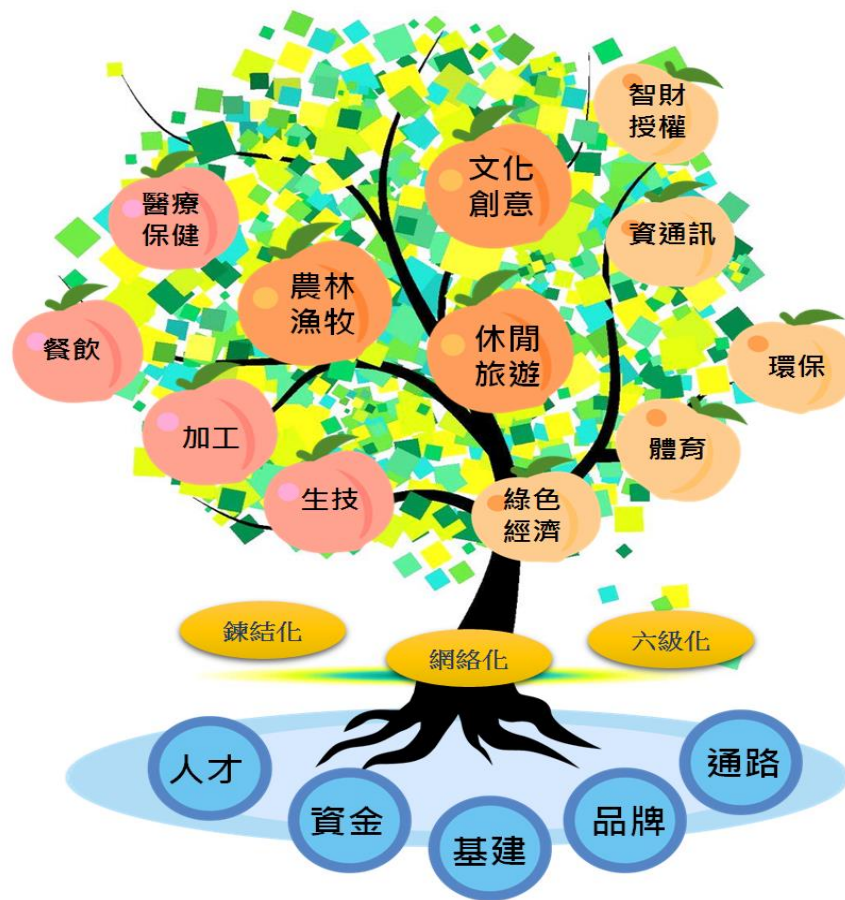 智財
授權
文化
創意
醫療
保健
資通訊
農林
漁牧
休閒
旅遊
餐飲
環保
加工
體育
生技
綠色
經濟
鍊結化
網絡化
六級化
人才
資金
基建
品牌
通路